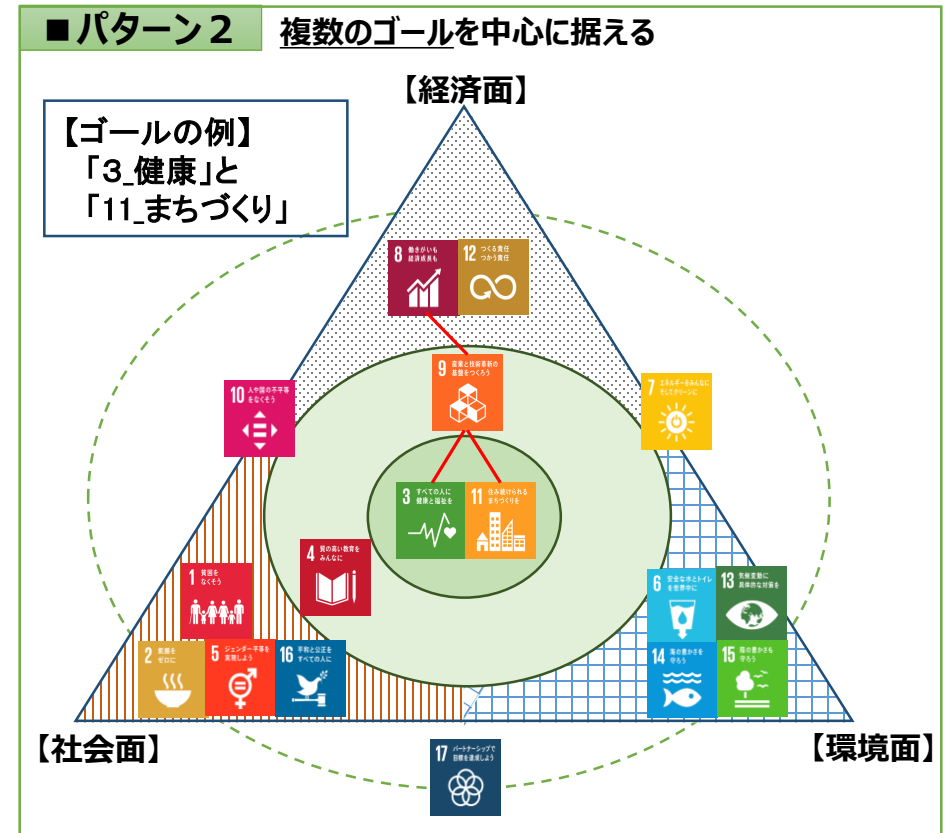 ■パターン２
複数のゴールを中心に据える
【経済面】
【ゴールの例】
「３_健康」と
「11_まちづくり」
8 働きがいも
経済成長も
12 つくる責任
つかう責任
9 産業と技術革新の
基盤をつくろう
10 人や国の不平等
をなくそう
7 エネルギーをみんなに
そしてクリーンに
3 すべての人に
健康と福祉を
11 住み続けられる
まちづくりを
4 質の高い教育を
みんなに
1 貧困を
なくそう
6 安全な水とトイレ
を世界中に
13 気候変動に
具体的な対策を
2 飢餓を
ゼロに
5 ジェンダー平等を
実現しよう
16 平和と公正を
すべての人に
14 海の豊かさを
守ろう
15 陸の豊かさも
守ろう
【社会面】
【環境面】
17 パートナーシップで
目標を達成しよう